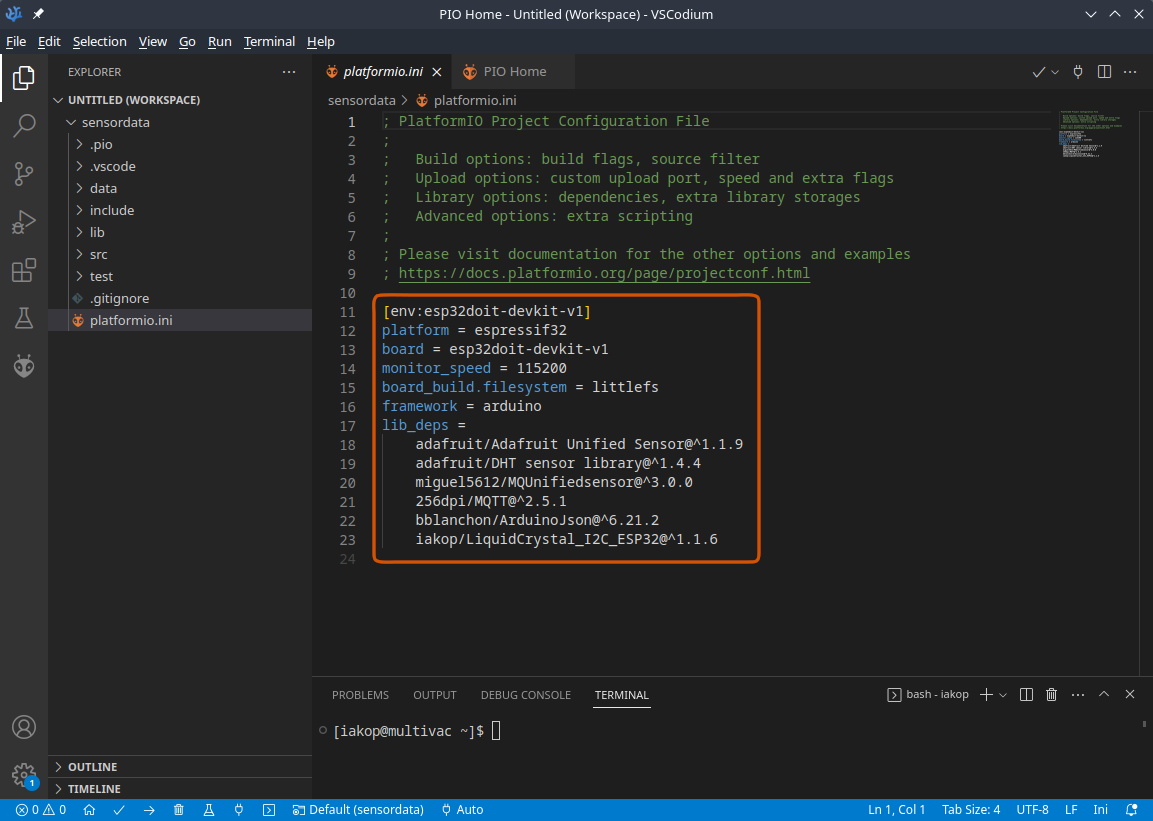 PIO Home - Untitled (Workspace) - VSCodium
File Edit Selection View Go Run Terminal Help
EXPLORER
UNTITLED (WORKSPACE)
sensordata
.pio
.vscode
data
include
lib
src
test
.gitignore
platformio.ini
platformio.ini
PIO Home
sensordata > platformio.ini
1 ; PlatformIO Project Configuration File
2 ;
3 ;   Build options: build flags, source filter
4 ;   Upload options: custom upload port, speed and extra flags
5 ;   Library options: dependencies, extra library storages
6 ;   Advanced options: extra scripting
7 ;
8 ; Please visit documentation for the other options and examples
9 ; https://docs.platformio.org/page/projectconf.html
10
11 [env:esp32doit-devkit-v1]
12 platform = espressif32
13 board = esp32doit-devkit-v1
14 monitor_speed = 115200
15 board_build.filesystem = littlefs
16 framework = arduino
17 lib_deps =
18     adafruit/Adafruit Unified Sensor@^1.1.9
19     adafruit/DHT sensor library@^1.4.4
20     miguel5612/MQUnifiedsensor@^3.0.0
21     256dpi/MQTT@^2.5.1
22     bblanchon/ArduinoJson@^6.21.2
23     iakop/LiquidCrystal_I2C_ESP32@^1.1.6
24
PROBLEMS OUTPUT DEBUG CONSOLE TERMINAL
bash - iakop
[iakop@multivac ~]$
OUTLINE
TIMELINE
1
0 0 Default (sensordata) Auto Ln 1, Col 1 Tab Size: 4 UTF-8 LF Ini